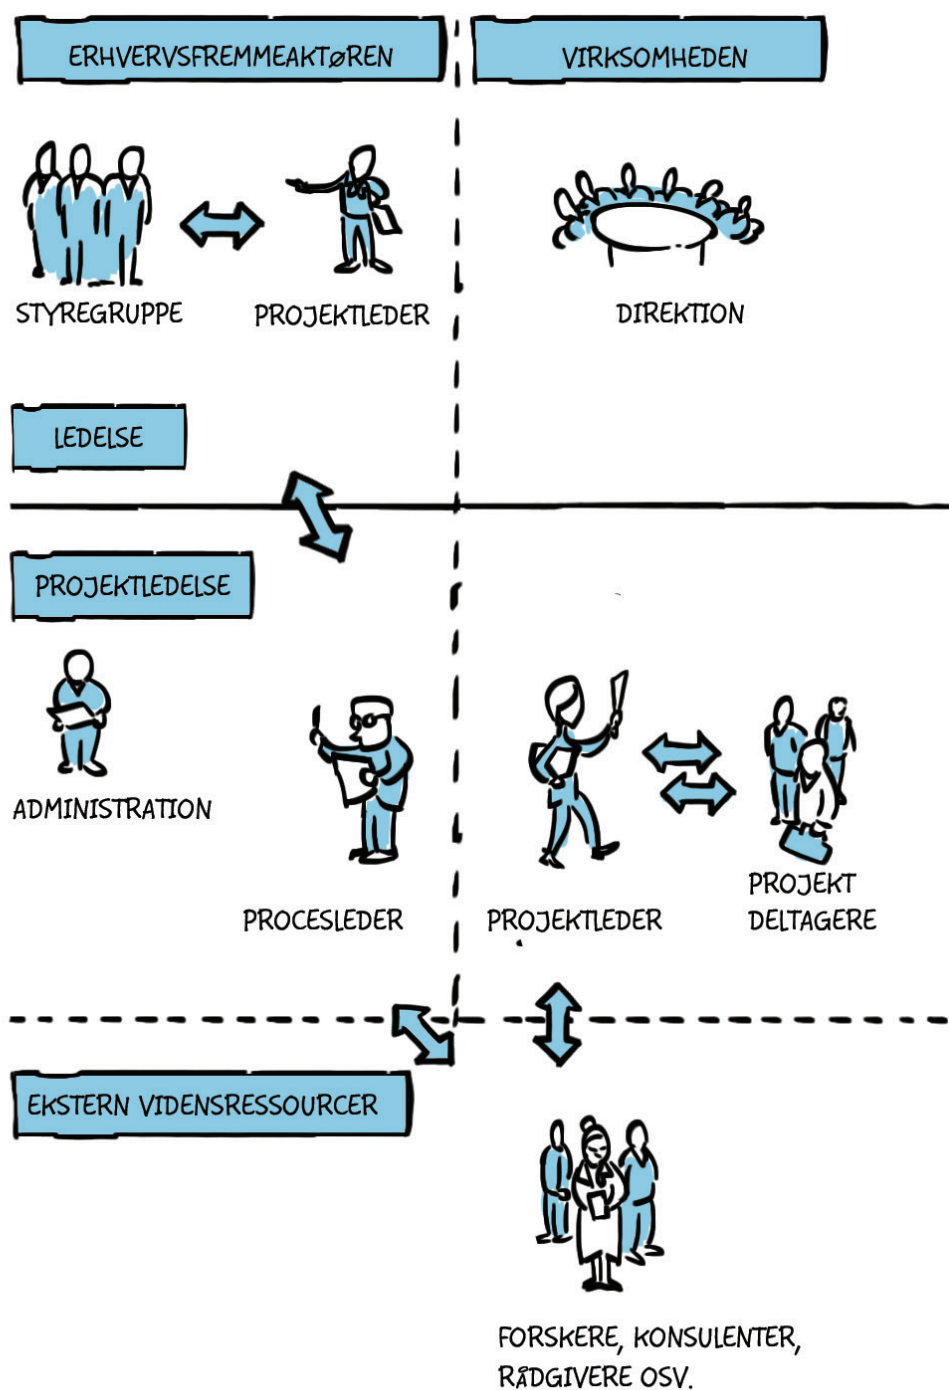 ERHVERVSFREMMEAKTØREN
VIRKSOMHEDEN
STYREGRUPPE
PROJEKTLEDER
DIREKTION
LEDELSE
PROJEKTLEDELSE
ADMINISTRATION
PROCESLEDER
PROJEKTLEDER
PROJEKT
DELTAGERE
EKSTERN VIDENSRESSOURCER
FORSKERE, KONSULENTER,
RÅDGIVERE OSV.